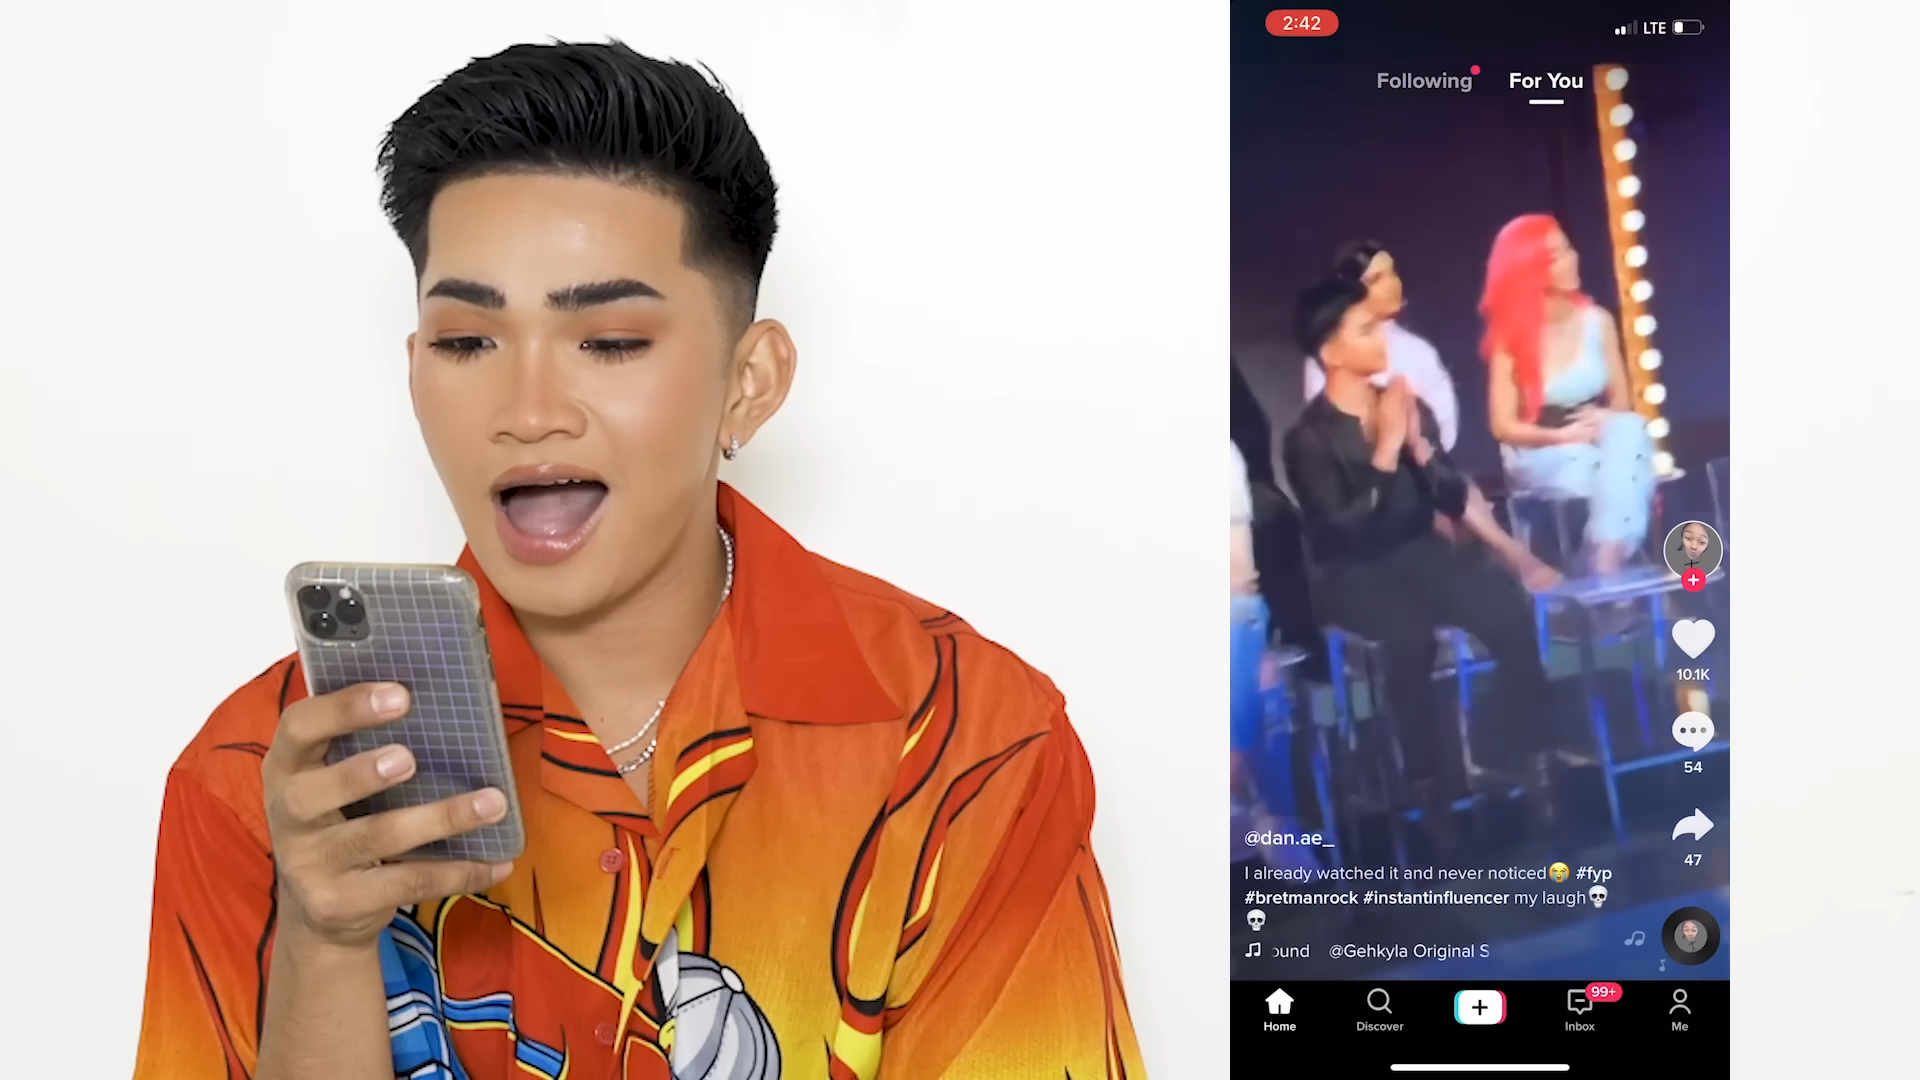 2:42
LTE
Following
For You
10.1K
54
47
@dan.ae_
I already watched it and never noticed😭 #fyp
#bretmanrock #instantinfluencer my laugh💀
💀
ound @Gehkyla Original S
99+
Home
Discover
Inbox
Me